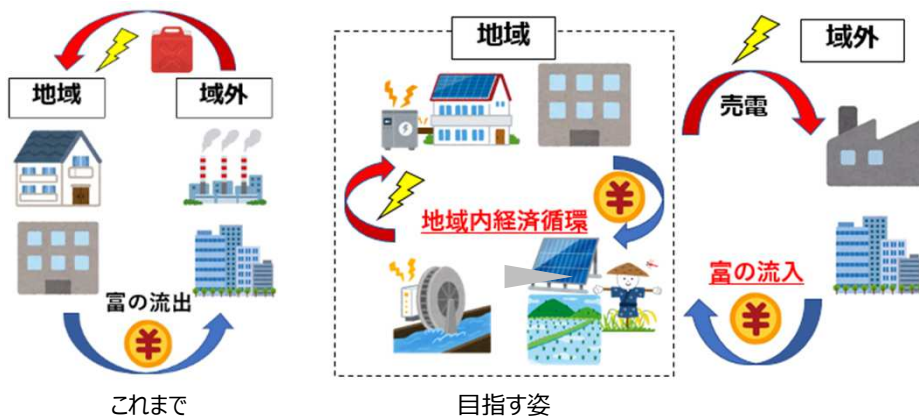 地域
域外
富の流出
¥
これまで
地域
地域内経済循環
¥
目指す姿
域外
売電
富の流入
¥